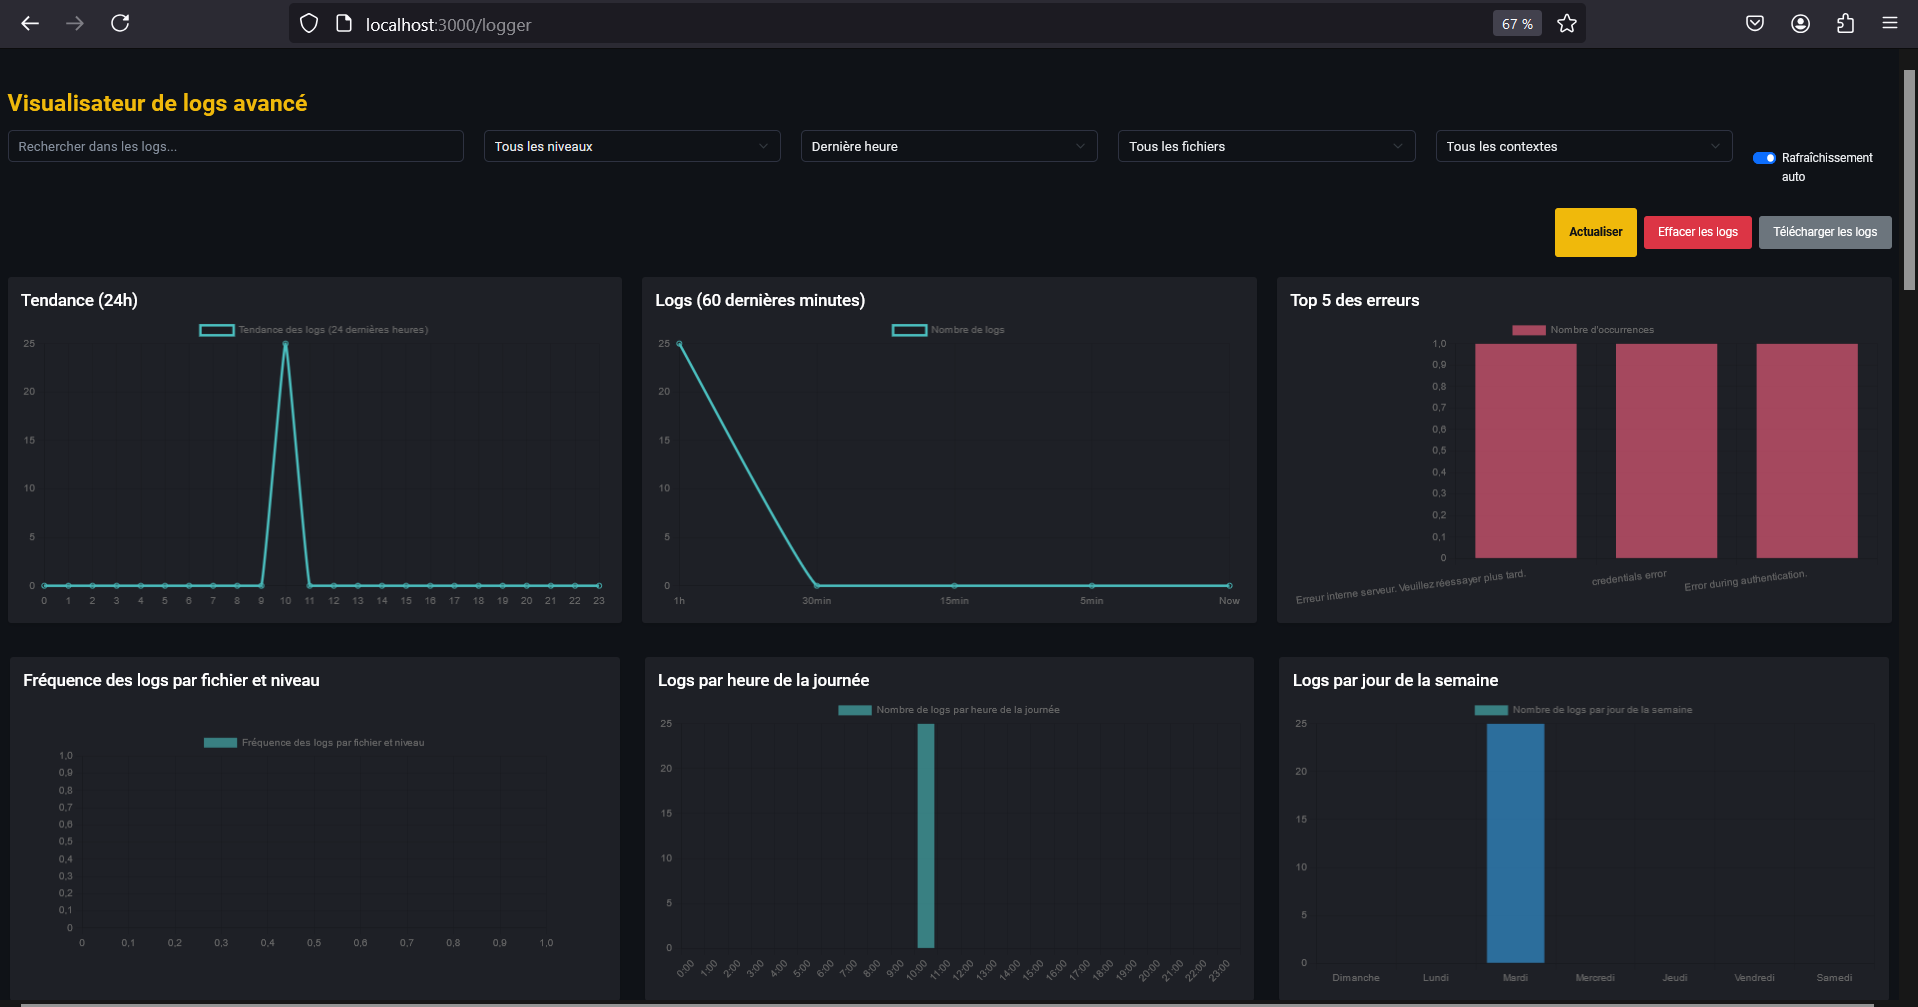 localhost:3000/logger
67 %
Visualisateur de logs avancé
Rechercher dans les logs...
Tous les niveaux
Dernière heure
Tous les fichiers
Tous les contextes
Rafraîchissement
auto
Actualiser
Effacer les logs
Télécharger les logs
Tendance (24h)
Tendance des logs (24 dernières heures)
25
20
15
10
5
0
0 1 2 3 4 5 6 7 8 9 10 11 12 13 14 15 16 17 18 19 20 21 22 23
Logs (60 dernières minutes)
Nombre de logs
25
20
15
10
5
0
1h 30min 15min 5min Now
Top 5 des erreurs
Nombre d'occurrences
1,0
0,9
0,8
0,7
0,6
0,5
0,4
0,3
0,2
0,1
0
Erreur interne serveur. Veuillez réessayer plus tard.
credentials error
Error during authentication.
Fréquence des logs par fichier et niveau
Fréquence des logs par fichier et niveau
1,0
0,9
0,8
0,7
0,6
0,5
0,4
0,3
0,2
0,1
0
0 0,1 0,2 0,3 0,4 0,5 0,6 0,7 0,8 0,9 1,0
Logs par heure de la journée
Nombre de logs par heure de la journée
25
20
15
10
5
0
0:00 1:00 2:00 3:00 4:00 5:00 6:00 7:00 8:00 9:00 10:00 11:00 12:00 13:00 14:00 15:00 16:00 17:00 18:00 19:00 20:00 21:00 22:00 23:00
Logs par jour de la semaine
Nombre de logs par jour de la semaine
25
20
15
10
5
0
Dimanche Lundi Mardi Mercredi Jeudi Vendredi Samedi